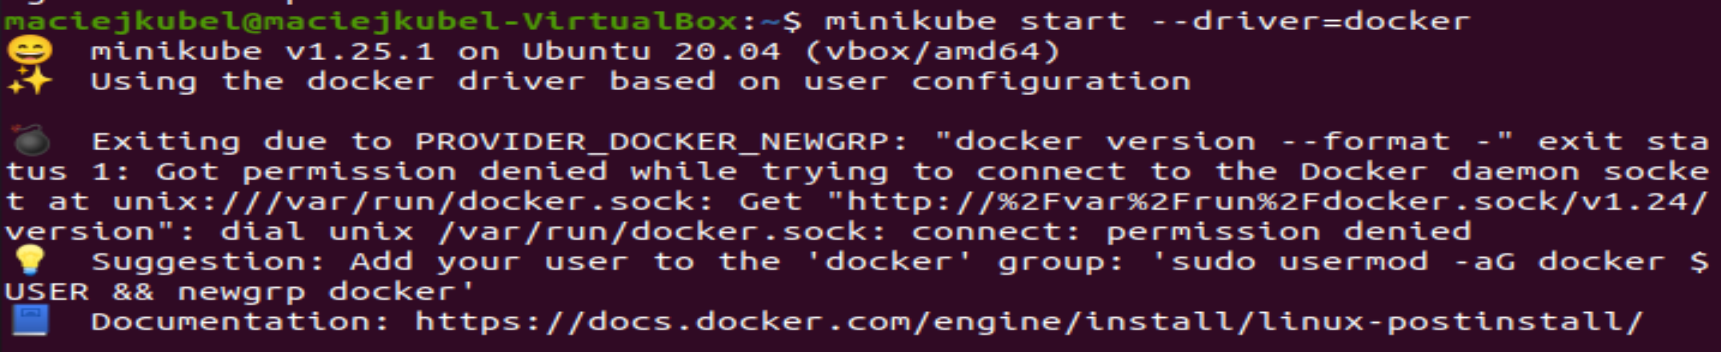 maciejkubel@maciejkubel-VirtualBox:~$ minikube start --driver=docker
😄  minikube v1.25.1 on Ubuntu 20.04 (vbox/amd64)
✨  Using the docker driver based on user configuration
💣  Exiting due to PROVIDER_DOCKER_NEWGRP: "docker version --format -" exit sta
tus 1: Got permission denied while trying to connect to the Docker daemon socke
t at unix:///var/run/docker.sock: Get "http://%2Fvar%2Frun%2Fdocker.sock/v1.24/
version": dial unix /var/run/docker.sock: connect: permission denied
💡  Suggestion: Add your user to the 'docker' group: 'sudo usermod -aG docker $
USER && newgrp docker'
📘  Documentation: https://docs.docker.com/engine/install/linux-postinstall/